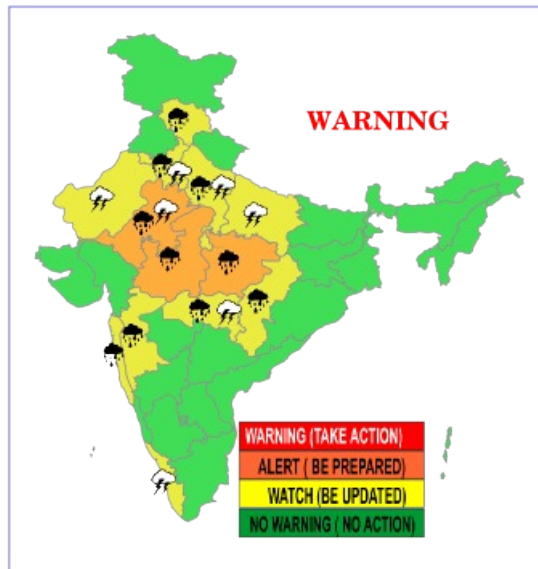 WARNING
WARNING (TAKE ACTION)
ALERT ( BE PREPARED)
WATCH (BE UPDATED)
NO WARNING ( NO ACTION)